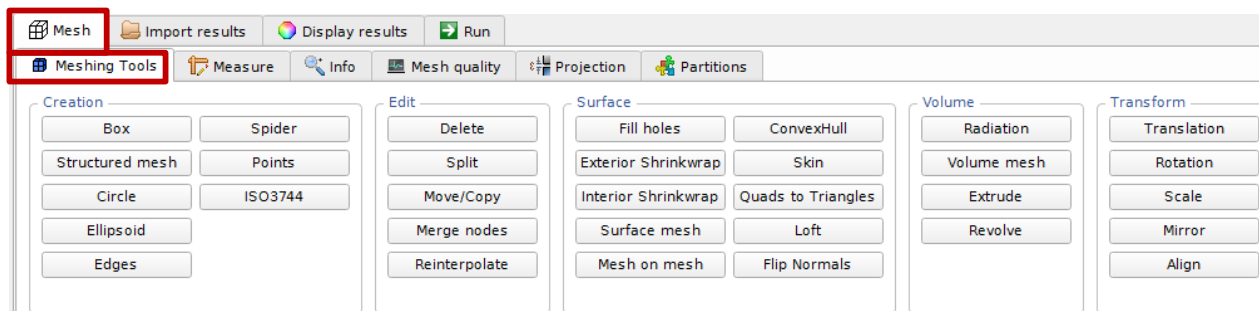 Mesh Import results Display results Run
Meshing Tools Measure Info Mesh quality Projection Partitions
Creation Edit Surface Volume Transform
Box Spider Delete Fill holes ConvexHull Radiation Translation
Structured mesh Points Split Exterior Shrinkwrap Skin Volume mesh Rotation
Circle ISO3744 Move/Copy Interior Shrinkwrap Quads to Triangles Extrude Scale
Ellipsoid Merge nodes Surface mesh Loft Revolve Mirror
Edges Reinterpolate Mesh on mesh Flip Normals Align